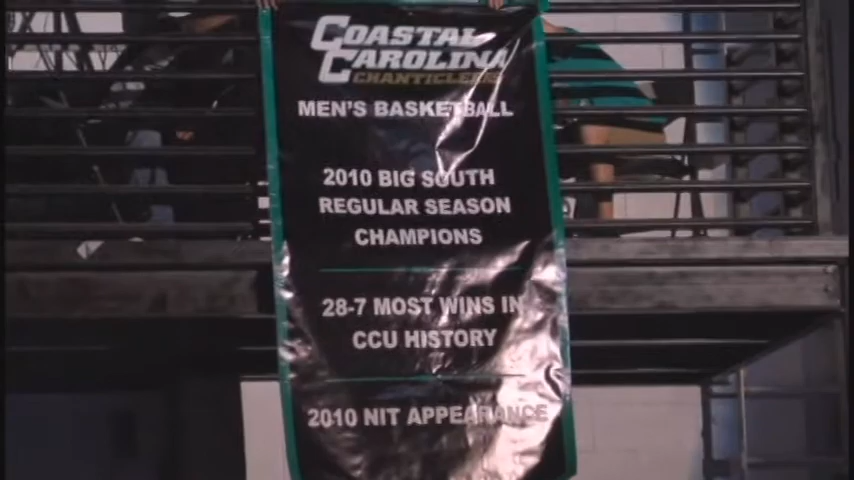 COASTAL
CAROLINA
CHANTICLEERS
MEN'S BASKETBALL
2010 BIG SOUTH
REGULAR SEASON
CHAMPIONS
28-7 MOST WINS IN
CCU HISTORY
2010 NIT APPEARANCE